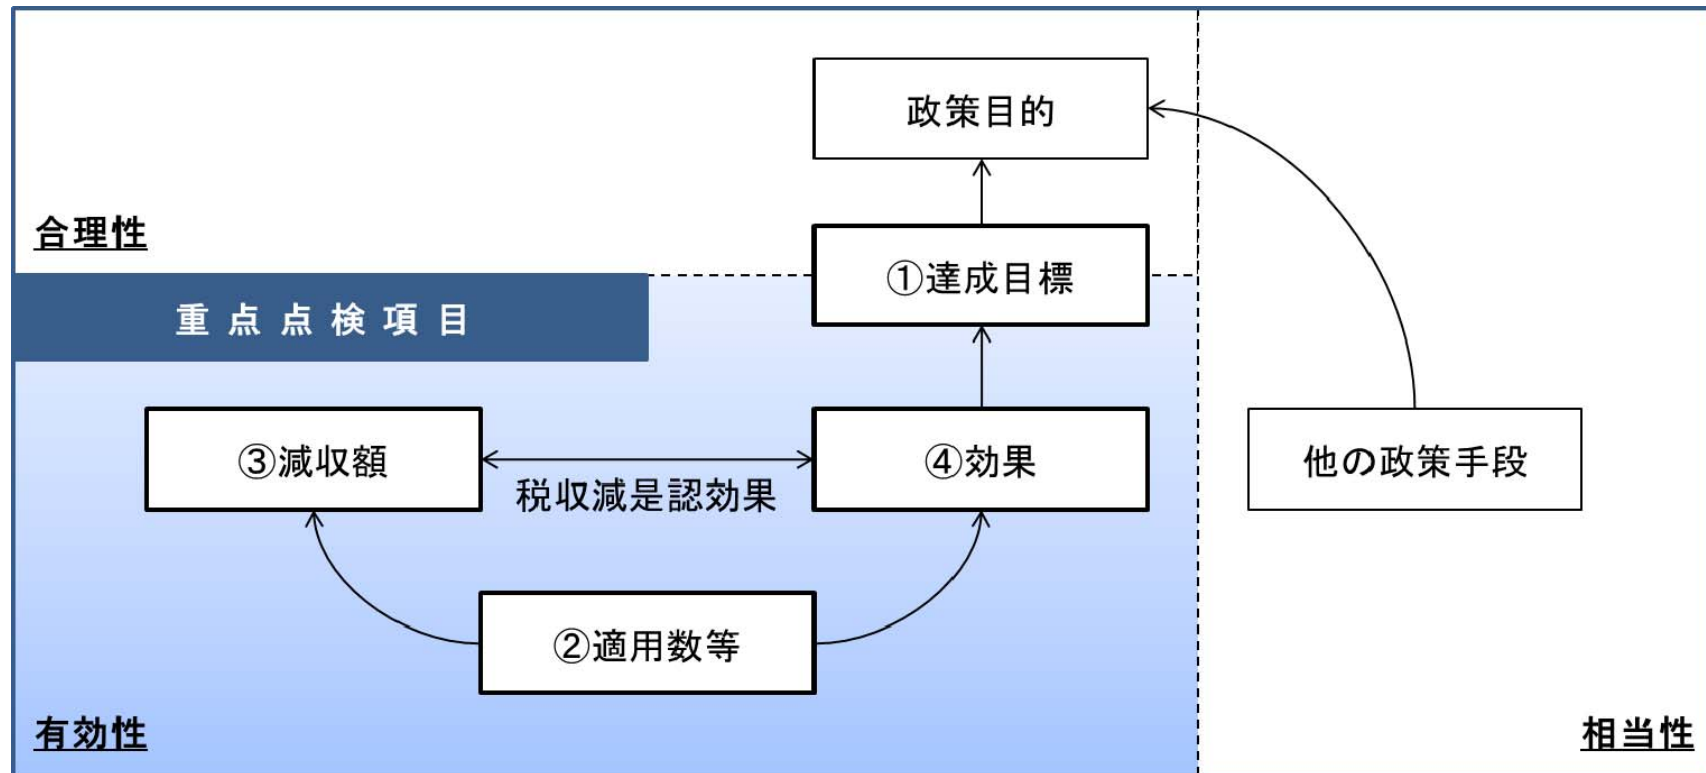 政策目的
合理性
①達成目標
重点点検項目
③減収額
④効果
他の政策手段
税収減是認効果
②適用数等
有効性
相当性